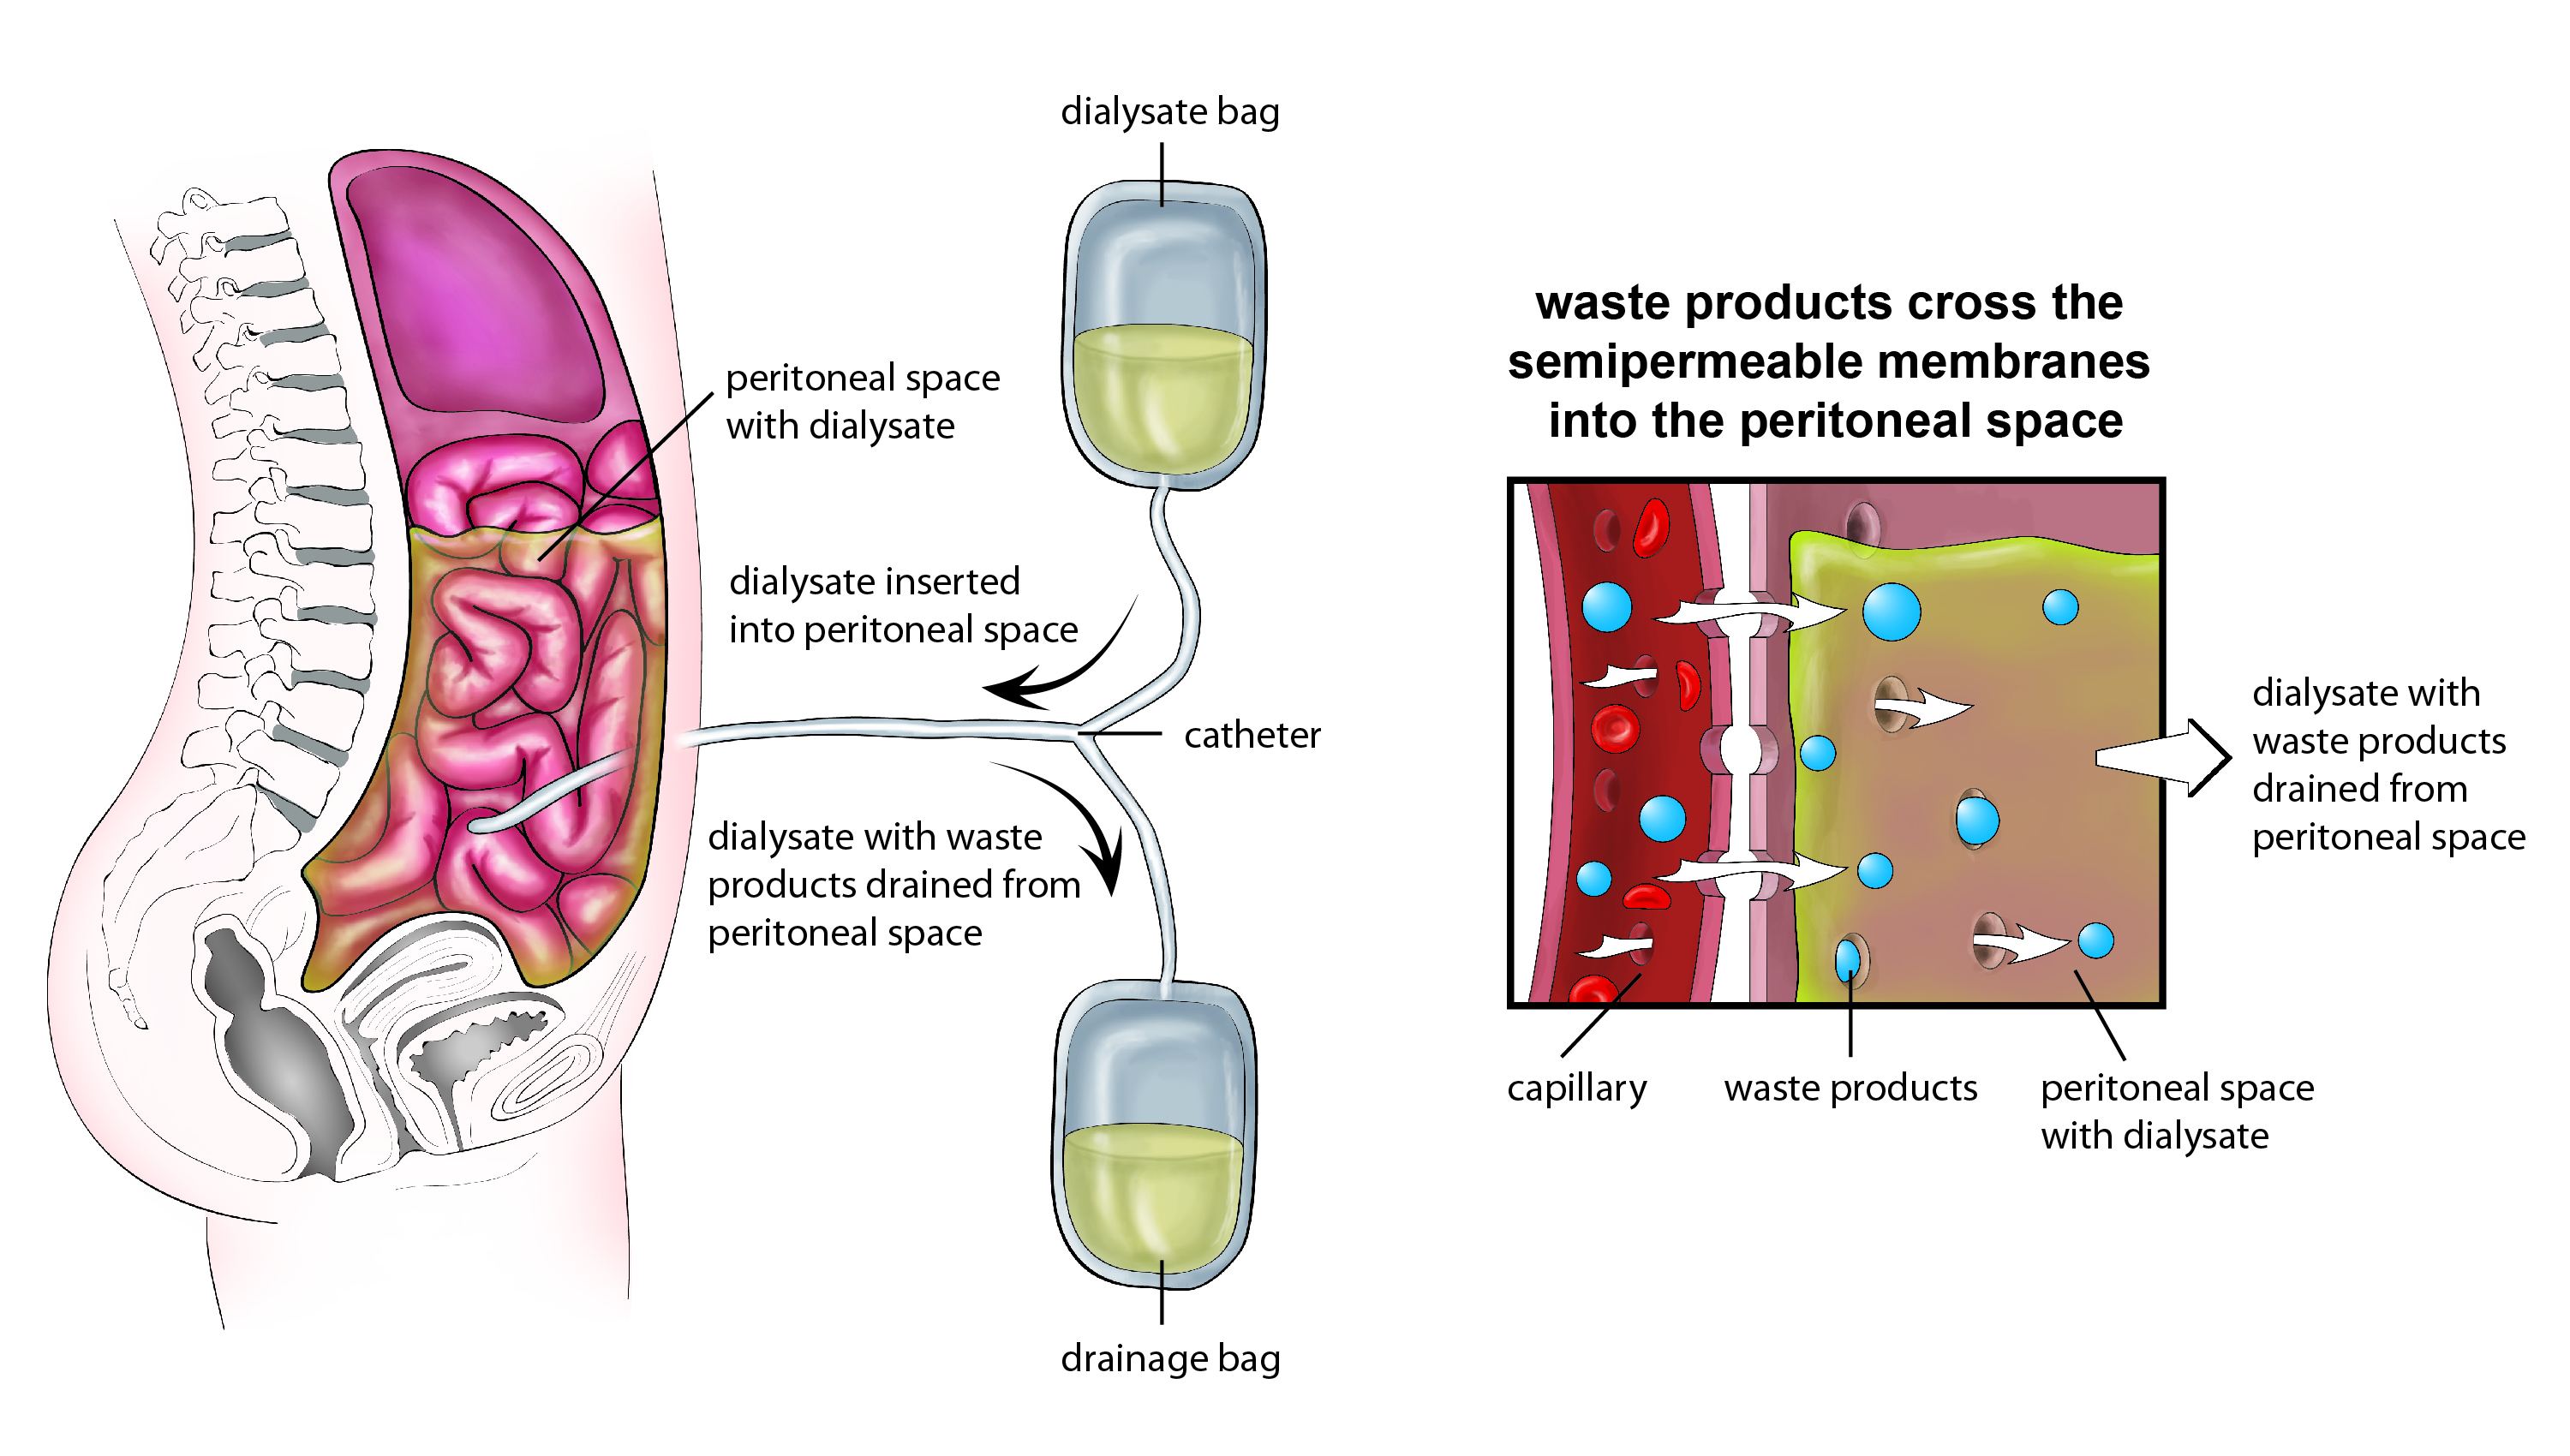 dialysate bag
peritoneal space
with dialysate
dialysate inserted
into peritoneal space
catheter
dialysate with waste
products drained from
peritoneal space
drainage bag
waste products cross the
semipermeable membranes
into the peritoneal space
dialysate with
waste products
drained from
peritoneal space
capillary
waste products
peritoneal space
with dialysate